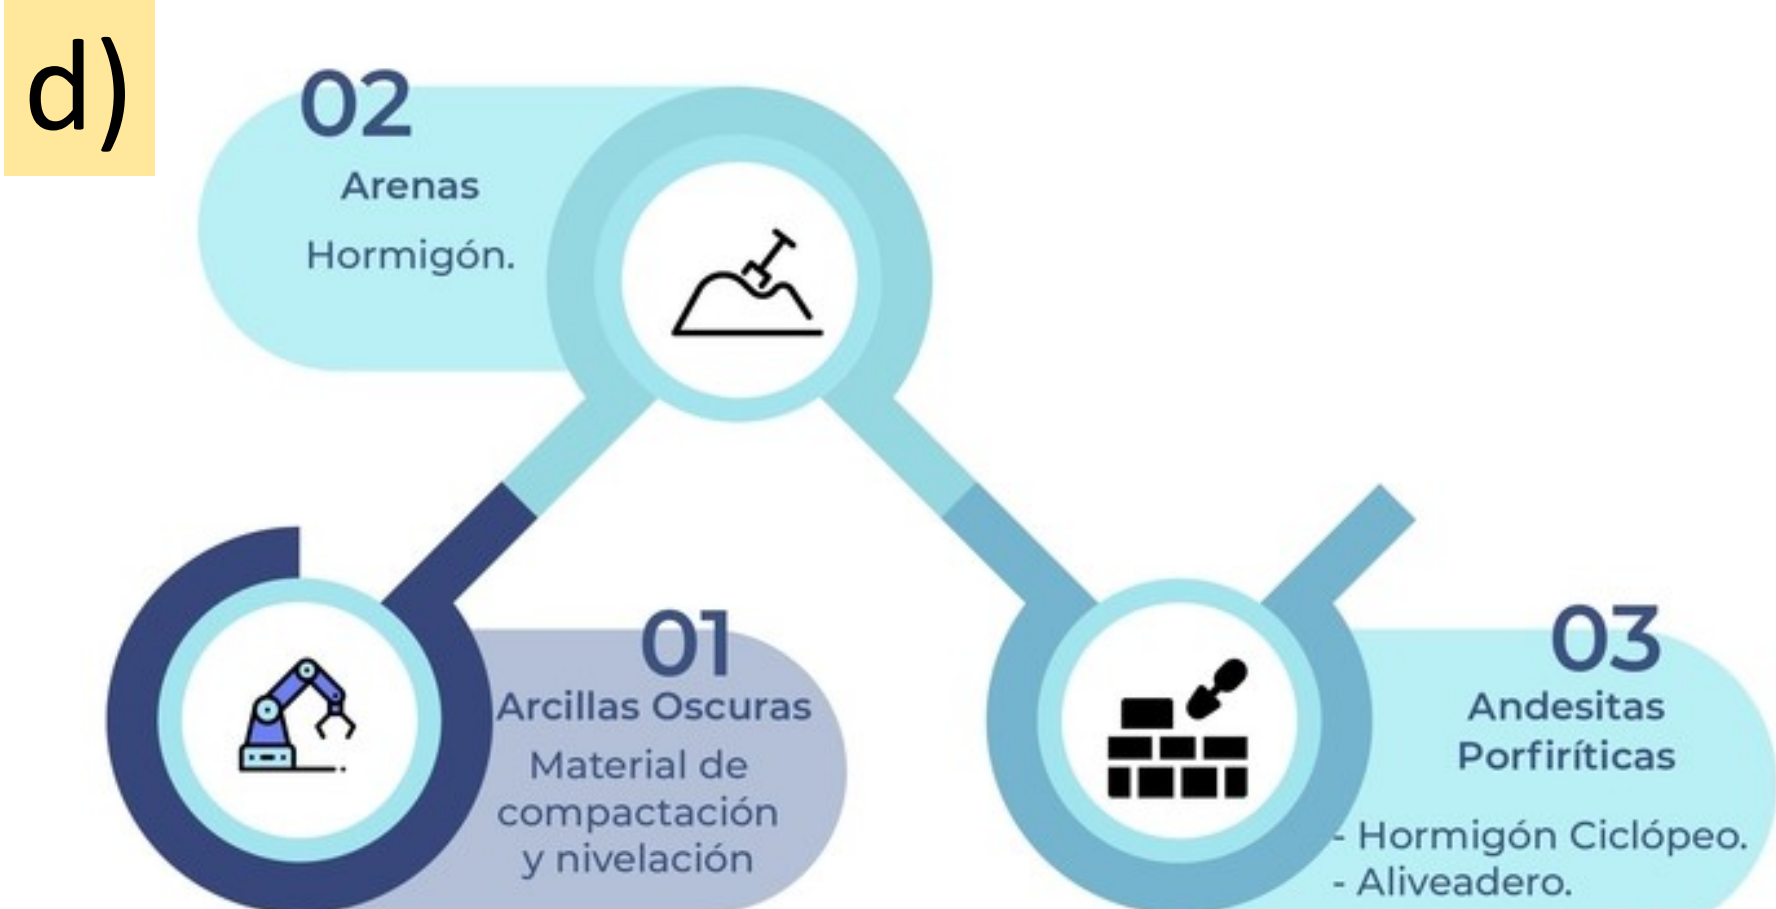 d)
02
Arenas
Hormigón.
01
Arcillas Oscuras
Material de
compactación
y nivelación
03
Andesitas
Porfiríticas
- Hormigón Ciclópeo.
- Aliveadero.